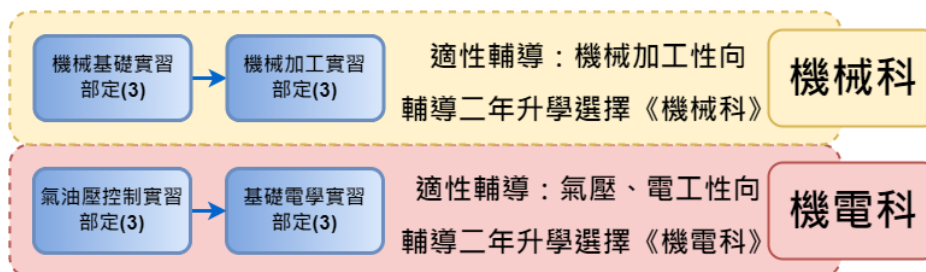 機械基礎實習
部定(3)
機械加工實習
部定(3)
適性輔導：機械加工性向
輔導二年升學選擇《機械科》
機械科
氣油壓控制實習
部定(3)
基礎電學實習
部定(3)
適性輔導：氣壓、電工性向
輔導二年升學選擇《機電科》
機電科